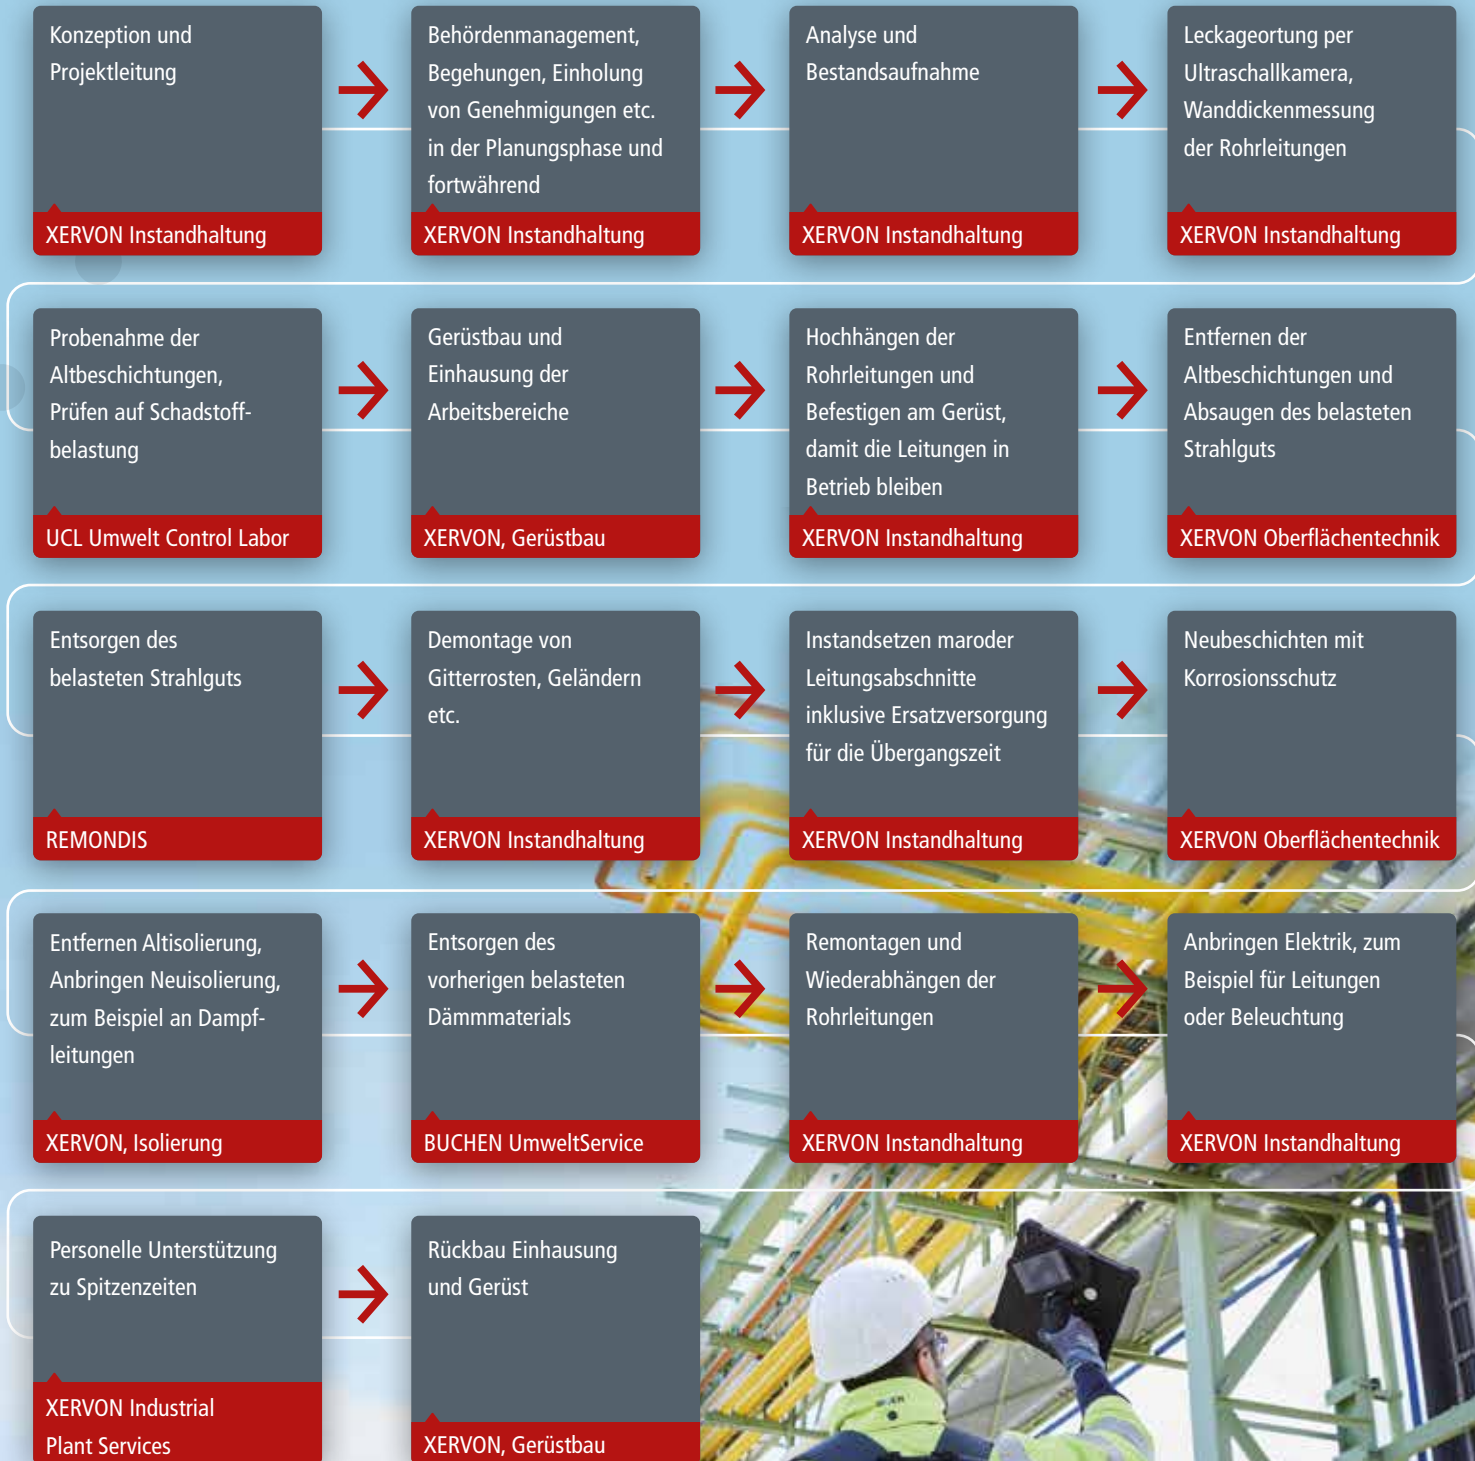 Konzeption und
Projektleitung
XERVON Instandhaltung
Behördenmanagement,
Begehungen, Einholung
von Genehmigungen etc.
in der Planungsphase und
fortwährend
XERVON Instandhaltung
Analyse und
Bestandsaufnahme
XERVON Instandhaltung
Leckageortung per
Ultraschallkamera,
Wanddickenmessung
der Rohrleitungen
XERVON Instandhaltung
Probenahme der
Altbeschichtungen,
Prüfen auf Schadstoff-
belastung
UCL Umwelt Control Labor
Gerüstbau und
Einhausung der
Arbeitsbereiche
XERVON, Gerüstbau
Hochhängen der
Rohrleitungen und
Befestigen am Gerüst,
damit die Leitungen in
Betrieb bleiben
XERVON Instandhaltung
Entfernen der
Altbeschichtungen und
Absaugen des belasteten
Strahlguts
XERVON Oberflächentechnik
Entsorgen des
belasteten Strahlguts
REMONDIS
Demontage von
Gitterrosten, Geländern
etc.
XERVON Instandhaltung
Instandsetzen maroder
Leitungsabschnitte
inklusive Ersatzversorgung
für die Übergangszeit
XERVON Instandhaltung
Neubeschichten mit
Korrosionsschutz
XERVON Oberflächentechnik
Entfernen Altisolierung,
Anbringen Neuisolierung,
zum Beispiel an Dampf-
leitungen
XERVON, Isolierung
Entsorgen des
vorherigen belasteten
Dämmmaterials
BUCHEN UmweltService
Remontagen und
Wiederabhängen der
Rohrleitungen
XERVON Instandhaltung
Anbringen Elektrik, zum
Beispiel für Leitungen
oder Beleuchtung
XERVON Instandhaltung
Personelle Unterstützung
zu Spitzenzeiten
XERVON Industrial
Plant Services
Rückbau Einhausung
und Gerüst
XERVON, Gerüstbau